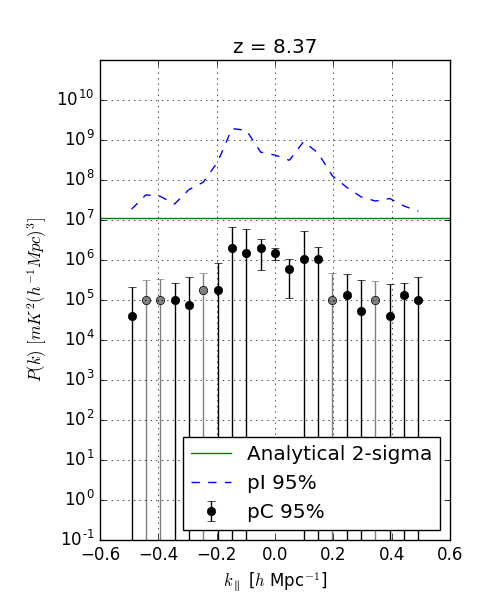 z = 8.37
10^10
10^9
10^8
10^7
10^6
10^5
10^4
10^3
10^2
10^1
10^0
10^-1
P(k) [mK^2(h^-1Mpc)^3]
Analytical 2-sigma
pI 95%
pC 95%
−0.6 −0.4 −0.2 0.0 0.2 0.4 0.6
k_∥ [h Mpc^-1]